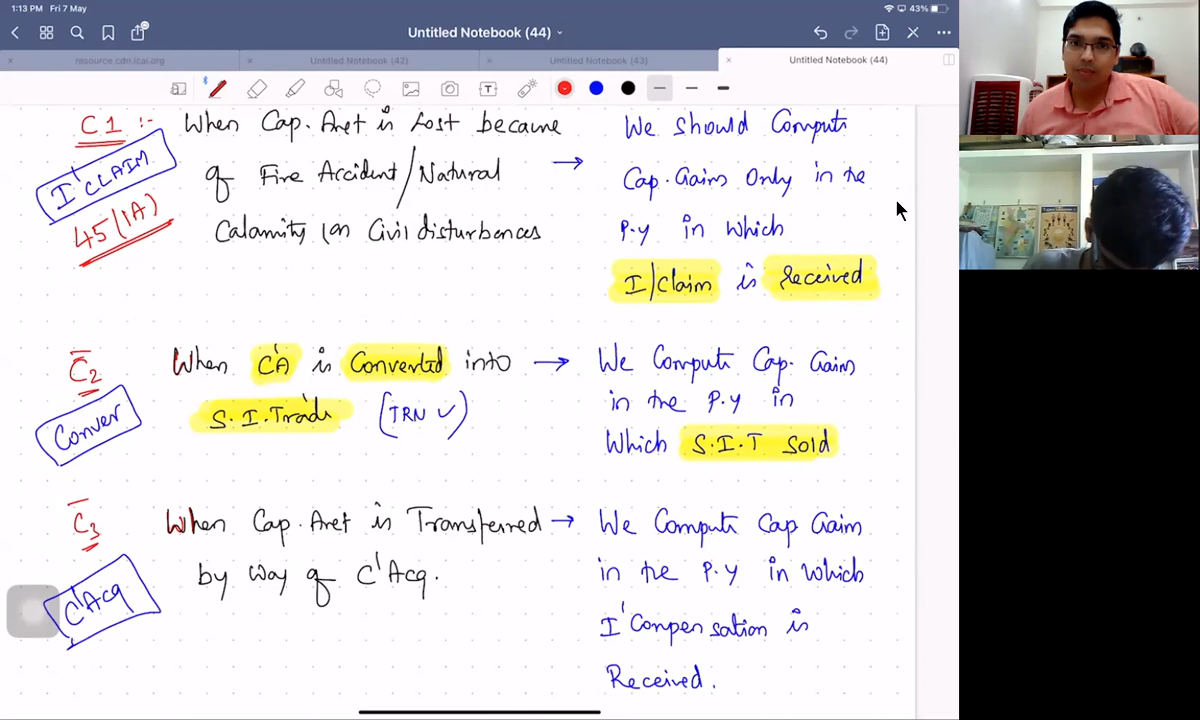 1:13 PM Fri 7 May
43%
Untitled Notebook (44)
resource.cdn.icai.org
Untitled Notebook (42)
Untitled Notebook (43)
Untitled Notebook (44)
C1 :- When Cap. Asset is Lost because
of Fire Accident/Natural
Calamity (or) Civil disturbences
I'CLAIM
45(1A)
→ We should Compute
Cap. Gains Only in the
P.y in which
I/claim is received
C2
Conver
When C'A is Converted into
S.I.Trade (TRN ✓)
→ We Compute Cap. Gain
in the P.y in
Which S.I.T Sold
C3
C'Acq
When Cap. Asset is Transferred
by way of C'Acq.
→ We Compute Cap Gain
in the P.y in which
I'Compensation is
Received.